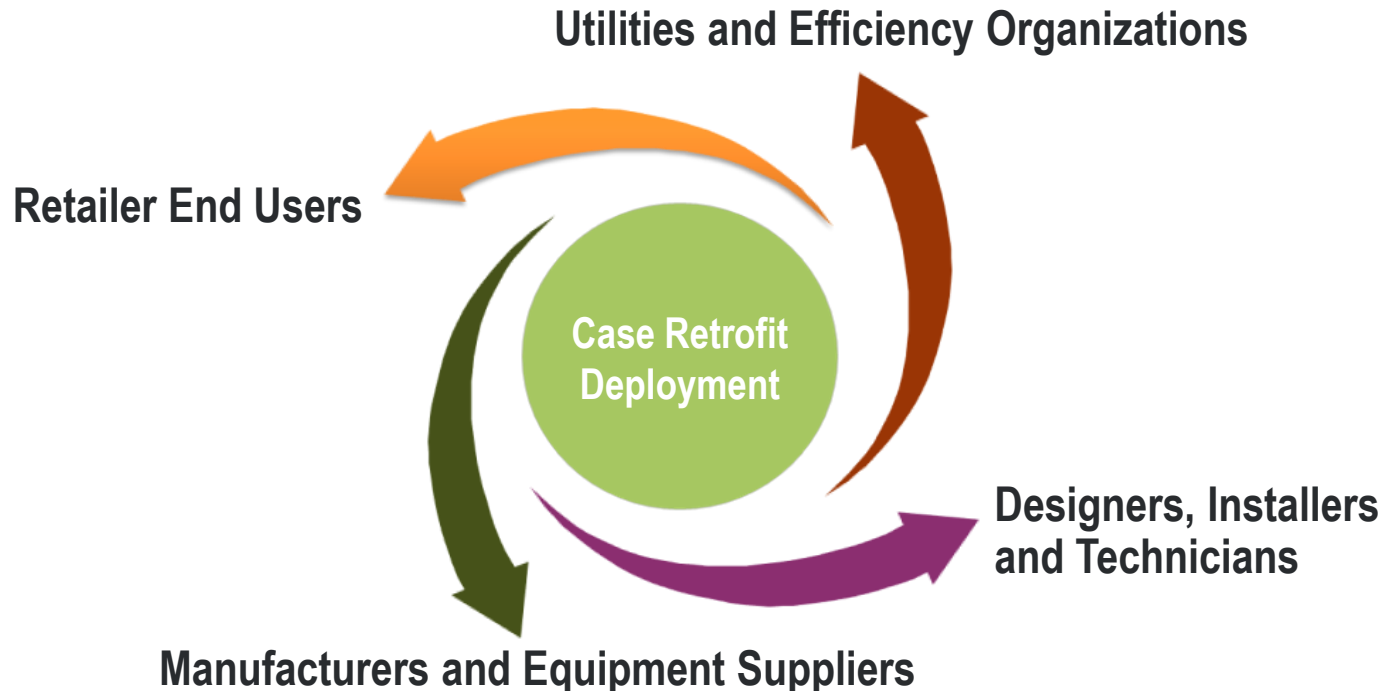 Utilities and Efficiency Organizations
Retailer End Users
Case Retrofit
Deployment
Designers, Installers
and Technicians
Manufacturers and Equipment Suppliers